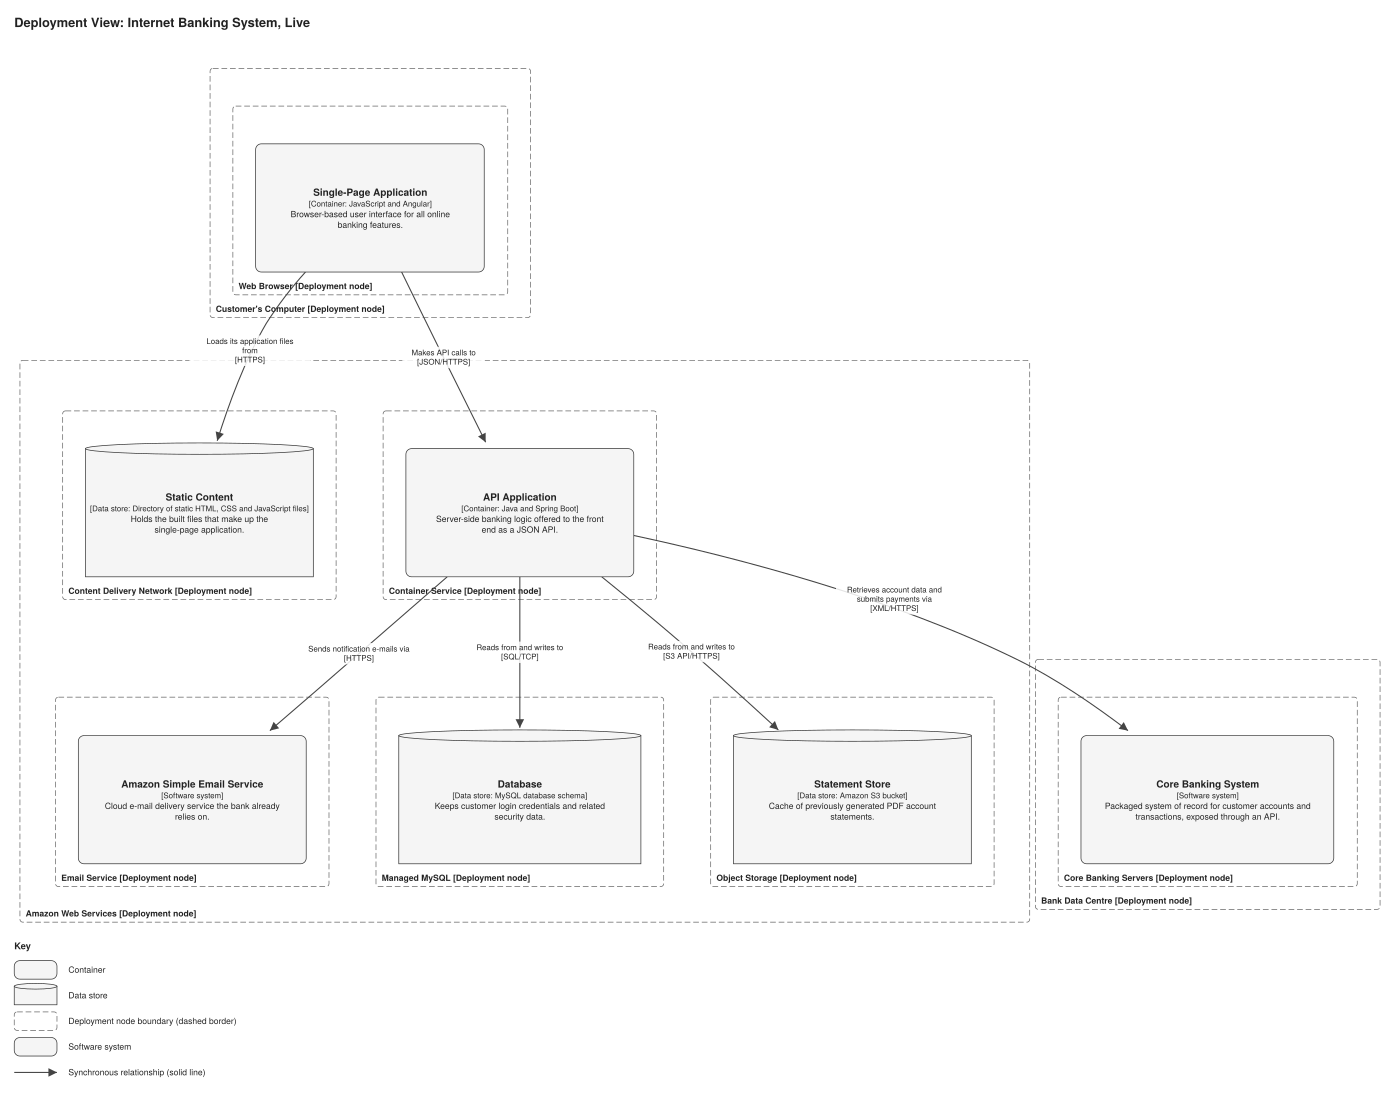 Deployment View: Internet Banking System, Live
Single-Page Application
[Container: JavaScript and Angular]
Browser-based user interface for all online
banking features.
Web Browser [Deployment node]
Customer's Computer [Deployment node]
Loads its application files
from
[HTTPS]
Makes API calls to
[JSON/HTTPS]
Static Content
[Data store: Directory of static HTML, CSS and JavaScript files]
Holds the built files that make up the
single-page application.
Content Delivery Network [Deployment node]
API Application
[Container: Java and Spring Boot]
Server-side banking logic offered to the front
end as a JSON API.
Container Service [Deployment node]
Retrieves account data and
submits payments via
[XML/HTTPS]
Sends notification e-mails via
[HTTPS]
Reads from and writes to
[SQL/TCP]
Reads from and writes to
[S3 API/HTTPS]
Amazon Simple Email Service
[Software system]
Cloud e-mail delivery service the bank already
relies on.
Email Service [Deployment node]
Database
[Data store: MySQL database schema]
Keeps customer login credentials and related
security data.
Managed MySQL [Deployment node]
Statement Store
[Data store: Amazon S3 bucket]
Cache of previously generated PDF account
statements.
Object Storage [Deployment node]
Core Banking System
[Software system]
Packaged system of record for customer accounts and
transactions, exposed through an API.
Core Banking Servers [Deployment node]
Bank Data Centre [Deployment node]
Amazon Web Services [Deployment node]
Key
Container
Data store
Deployment node boundary (dashed border)
Software system
Synchronous relationship (solid line)